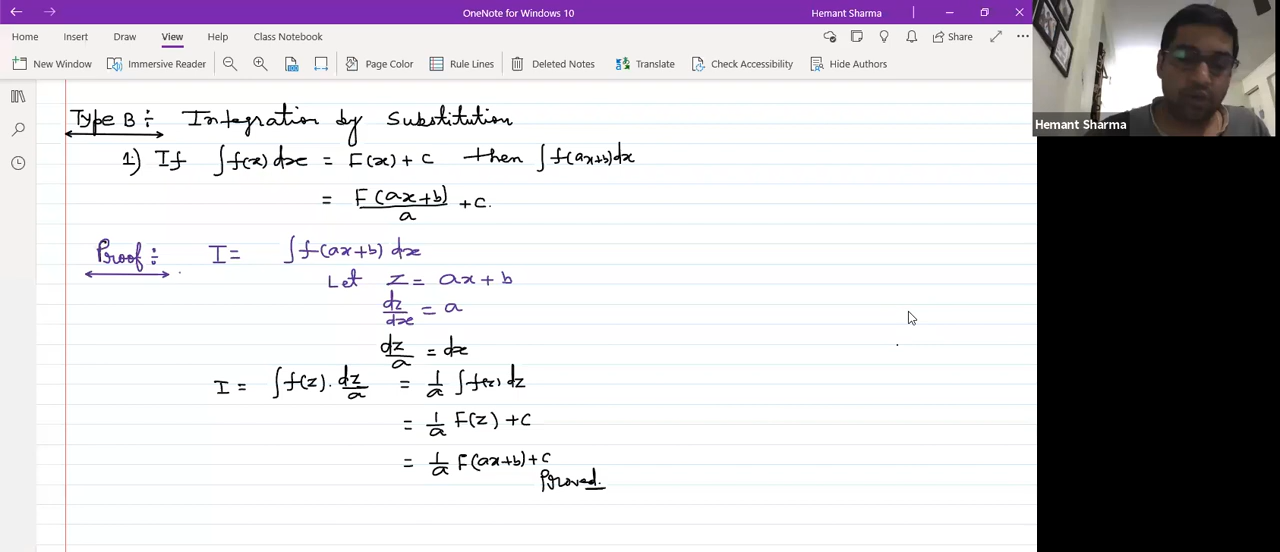 OneNote for Windows 10
Hemant Sharma
Home Insert Draw View Help Class Notebook
Share
New Window Immersive Reader Page Color Rule Lines Deleted Notes Translate Check Accessibility Hide Authors
Hemant Sharma
Type B ÷ Integration by Substitution
1.) If ∫f(x) dx = F(x) + c then ∫f(ax+b)dx
= F(ax+b)/a + c.
Proof ÷ I = ∫f(ax+b) dx
Let z = ax + b
dz/dx = a
dz/a = dx
I = ∫f(z) . dz/a = 1/a ∫f(z) dz
= 1/a F(z) + c
= 1/a F(ax+b) + c
Proved.